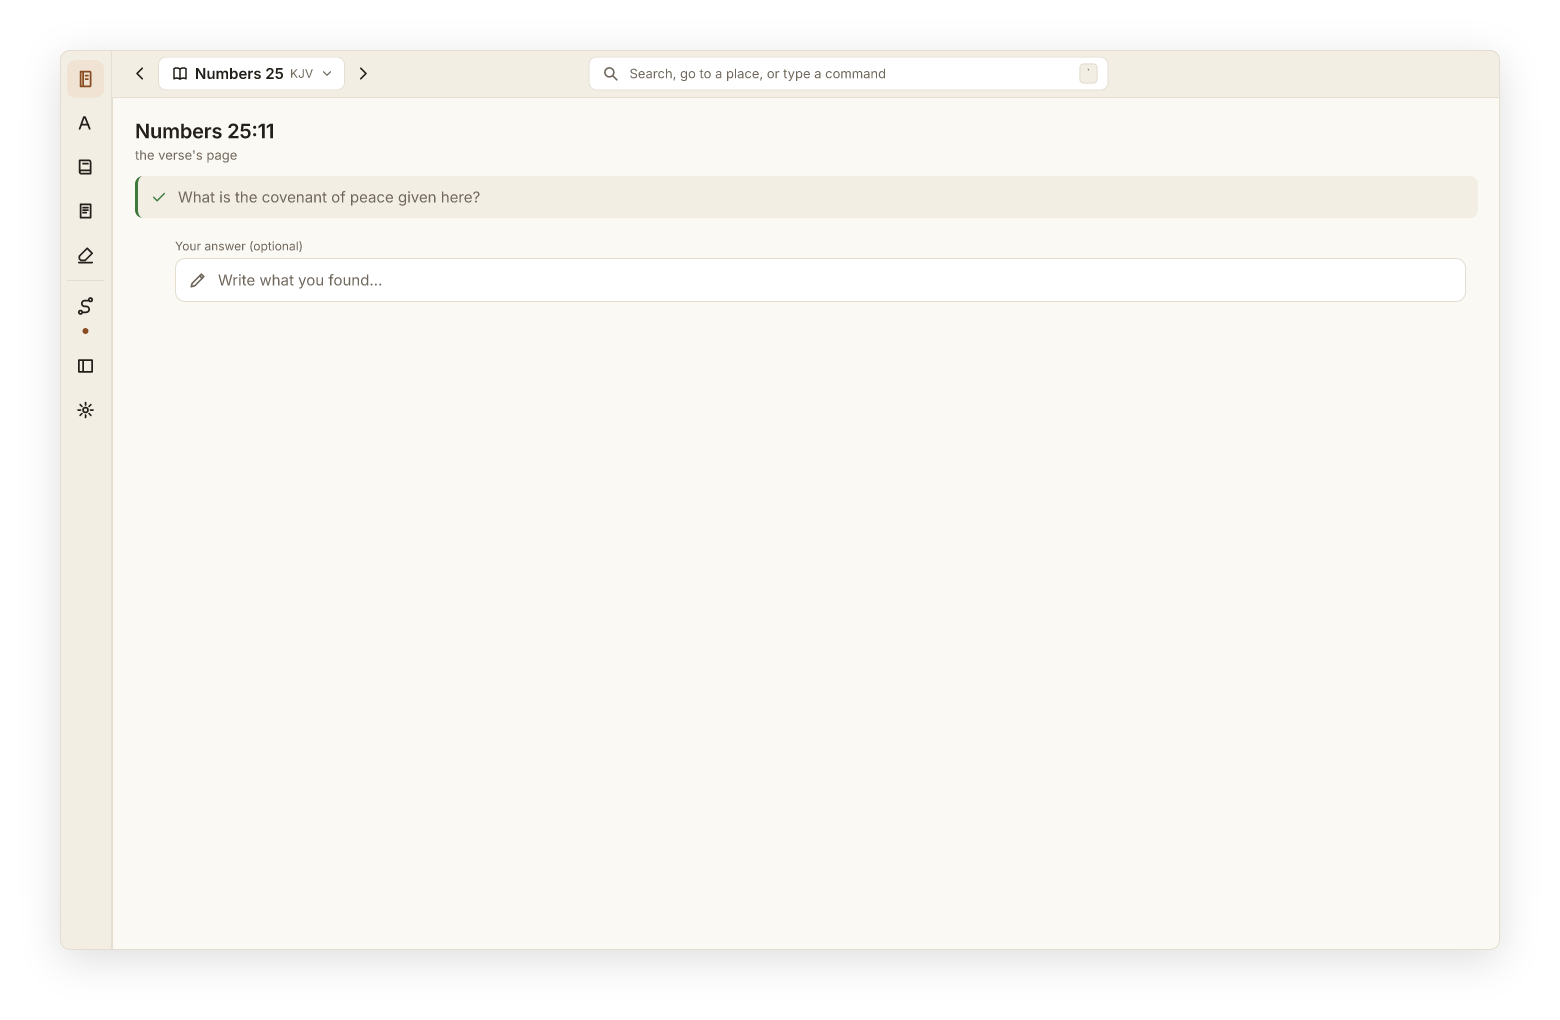 Numbers 25 KJV
Search, go to a place, or type a command
Numbers 25:11
the verse's page
What is the covenant of peace given here?
Your answer (optional)
Write what you found...